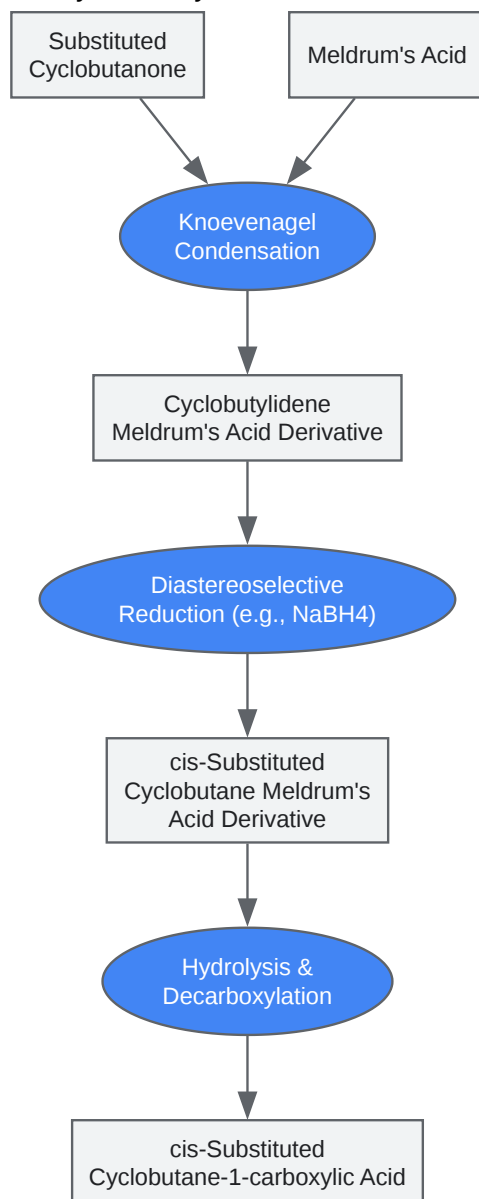 Substituted
Cyclobutanone
Meldrum's Acid
Knoevenagel
Condensation
Cyclobutylidene
Meldrum's Acid Derivative
Diastereoselective
Reduction (e.g., NaBH4)
cis-Substituted
Cyclobutane Meldrum's
Acid Derivative
Hydrolysis &
Decarboxylation
cis-Substituted
Cyclobutane-1-carboxylic Acid